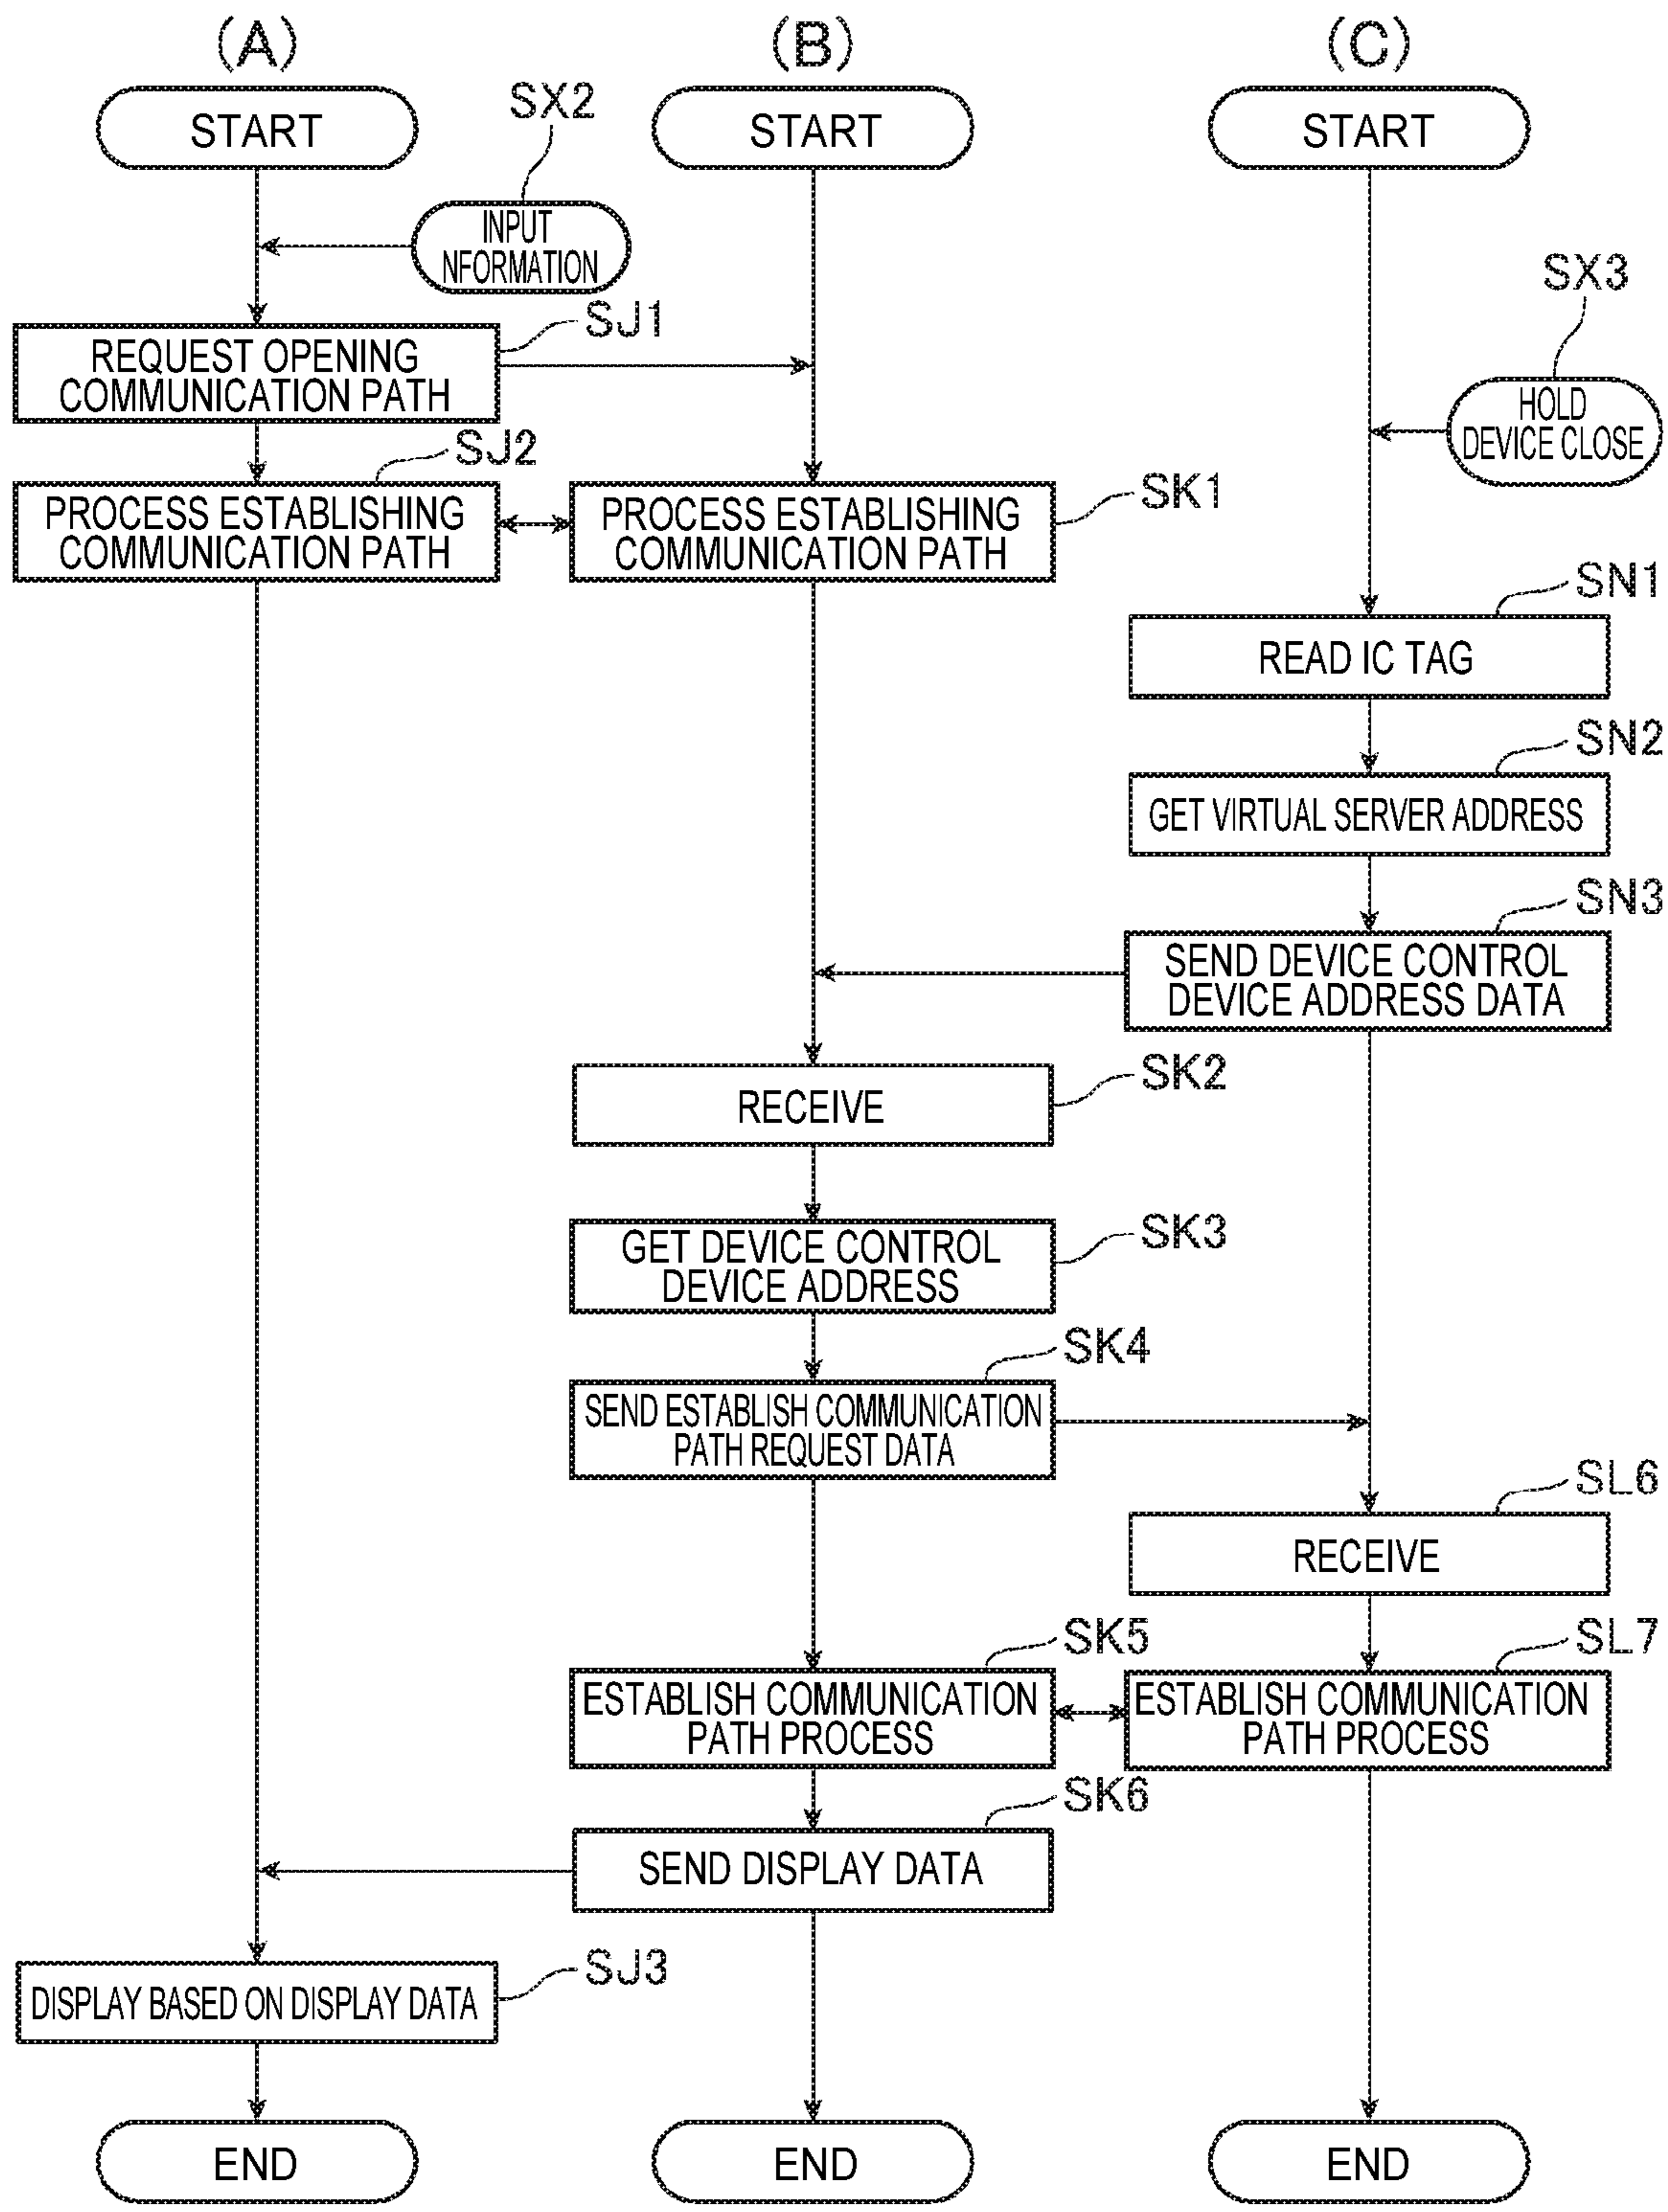 (A)
(B)
(C)
START
START
START
SX2
INPUT
NFORMATION
SX3
HOLD
DEVICE CLOSE
SJ1
REQUEST OPENING
COMMUNICATION PATH
SJ2
PROCESS ESTABLISHING
COMMUNICATION PATH
PROCESS ESTABLISHING
COMMUNICATION PATH
SK1
SN1
READ IC TAG
SN2
GET VIRTUAL SERVER ADDRESS
SN3
SEND DEVICE CONTROL
DEVICE ADDRESS DATA
SK2
RECEIVE
SK3
GET DEVICE CONTROL
DEVICE ADDRESS
SK4
SEND ESTABLISH COMMUNICATION
PATH REQUEST DATA
SL6
RECEIVE
SK5
ESTABLISH COMMUNICATION
PATH PROCESS
SL7
ESTABLISH COMMUNICATION
PATH PROCESS
SK6
SEND DISPLAY DATA
SJ3
DISPLAY BASED ON DISPLAY DATA
END
END
END